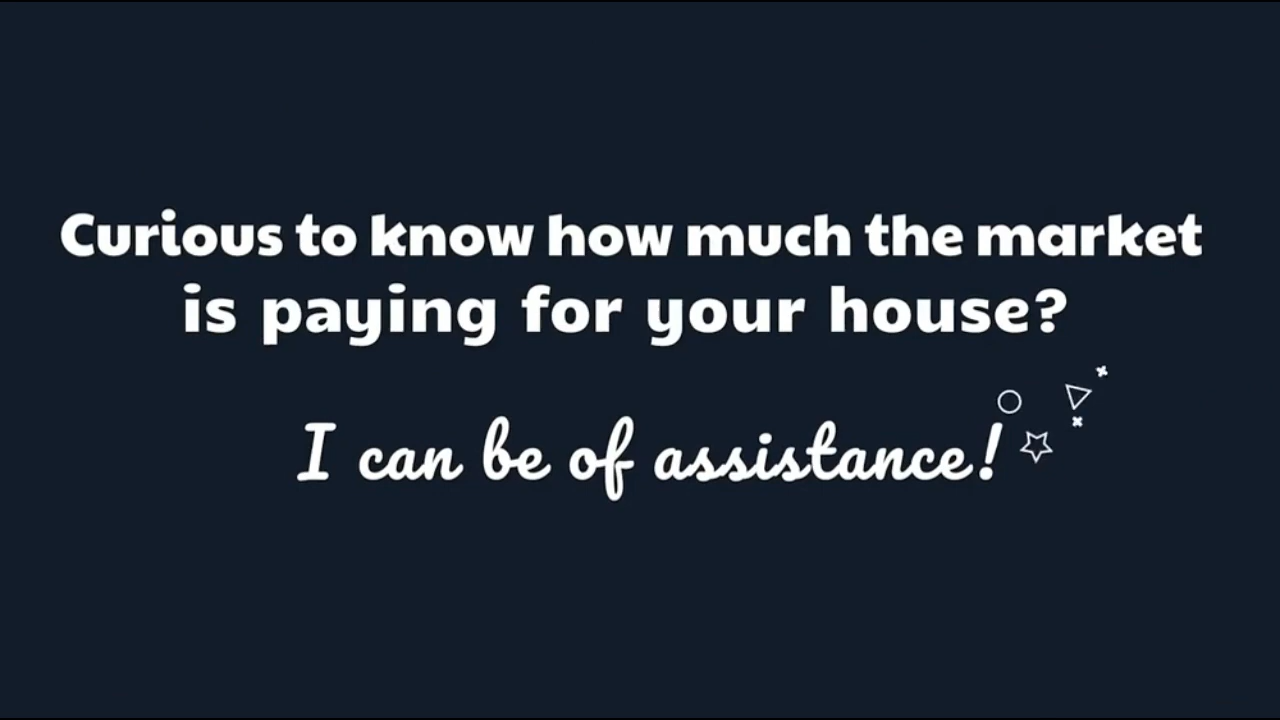 Curious to know how much the market
is paying for your house?
I can be of assistance!